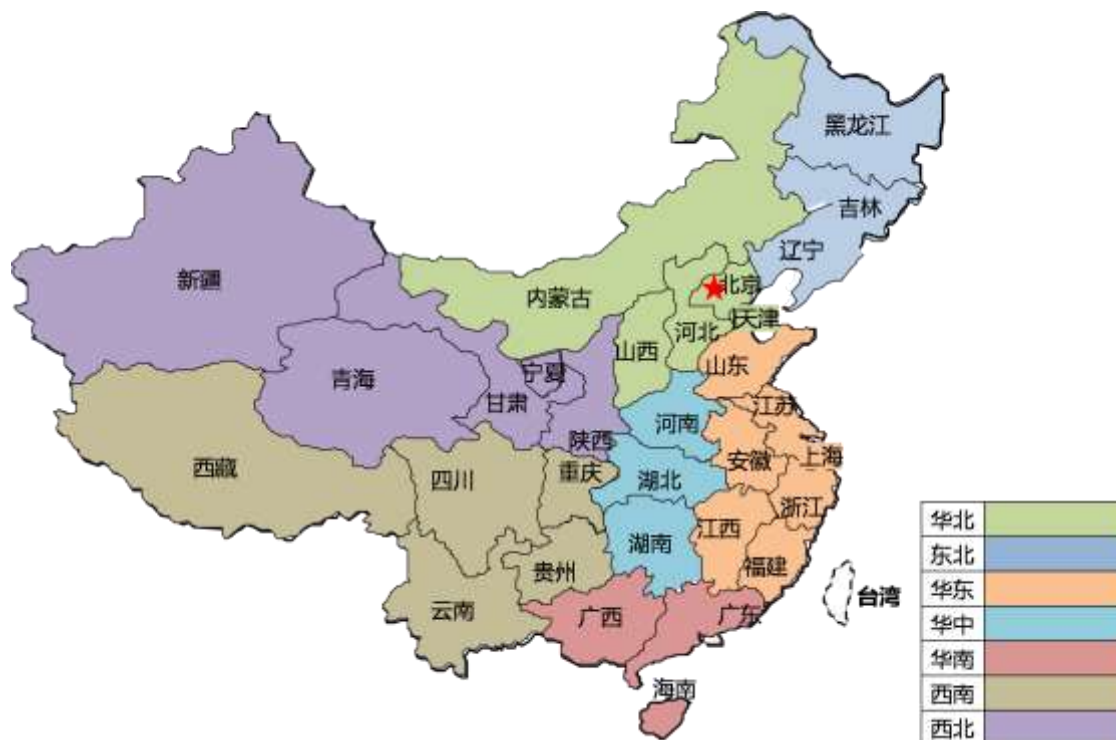 黑龙江
吉林
辽宁
新疆
内蒙古
北京
天津
河北
山西
山东
宁夏
青海
甘肃
陕西
河南
江苏
西藏
四川
重庆
湖北
安徽
上海
浙江
江西
湖南
贵州
福建
云南
广西
广东
台湾
海南
华北
东北
华东
华中
华南
西南
西北